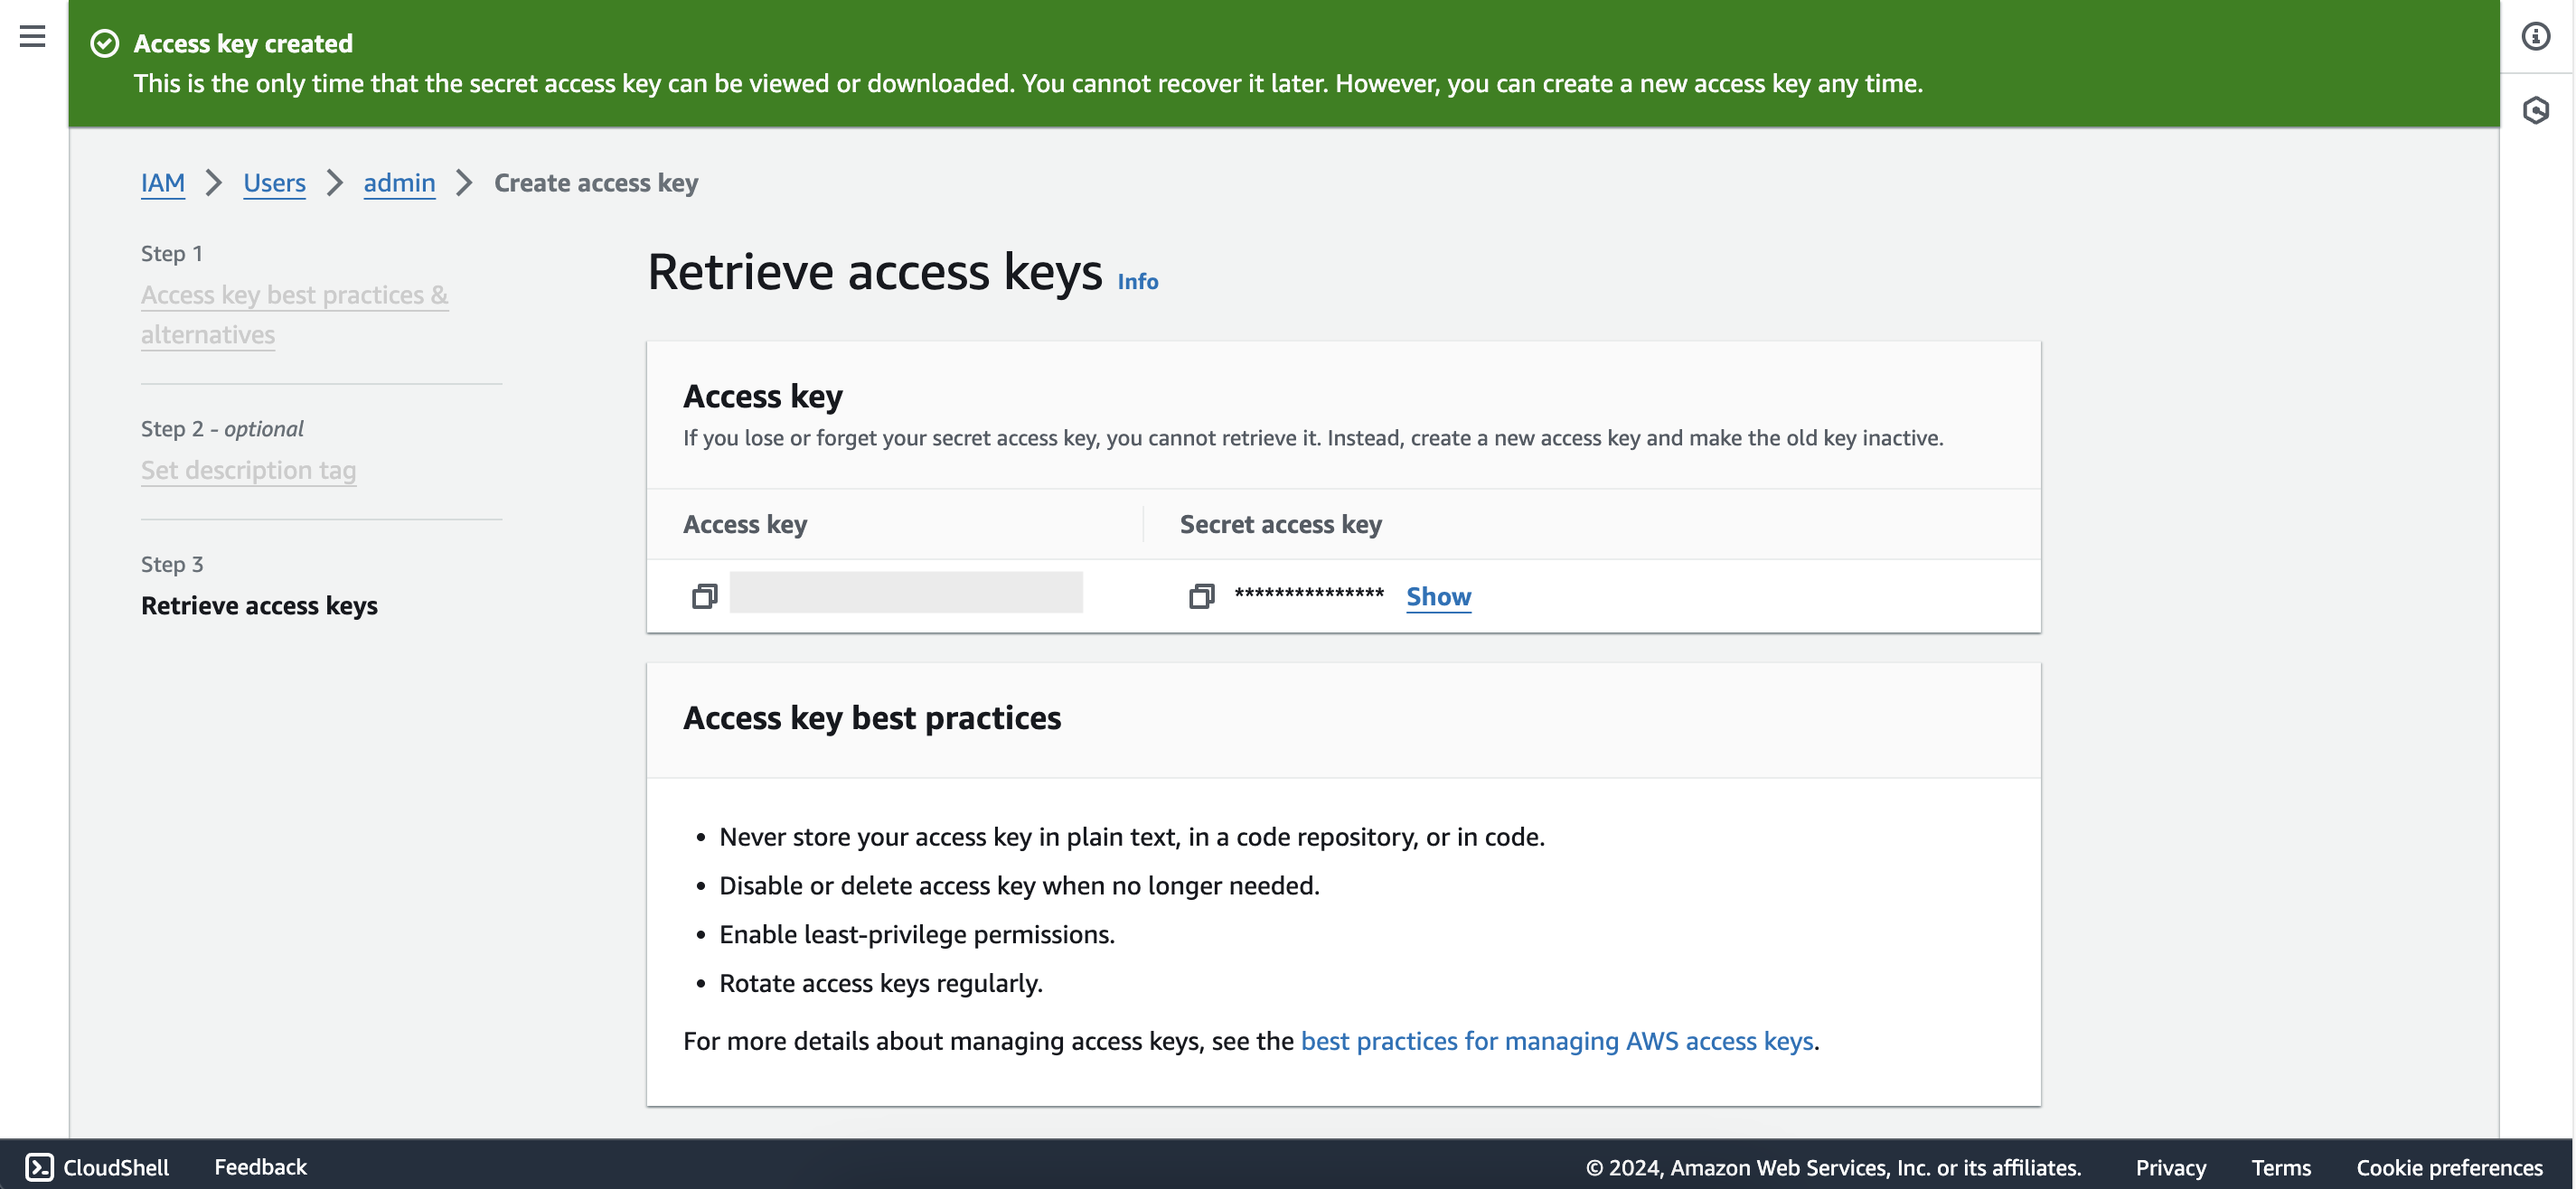 Access key created
This is the only time that the secret access key can be viewed or downloaded. You cannot recover it later. However, you can create a new access key any time.
IAM > Users > admin > Create access key
Step 1
Access key best practices &
alternatives
Step 2 - optional
Set description tag
Step 3
Retrieve access keys
Retrieve access keys Info
Access key
If you lose or forget your secret access key, you cannot retrieve it. Instead, create a new access key and make the old key inactive.
Access key Secret access key
*************** Show
Access key best practices
• Never store your access key in plain text, in a code repository, or in code.
• Disable or delete access key when no longer needed.
• Enable least-privilege permissions.
• Rotate access keys regularly.
For more details about managing access keys, see the best practices for managing AWS access keys.
CloudShell Feedback © 2024, Amazon Web Services, Inc. or its affiliates. Privacy Terms Cookie preferences